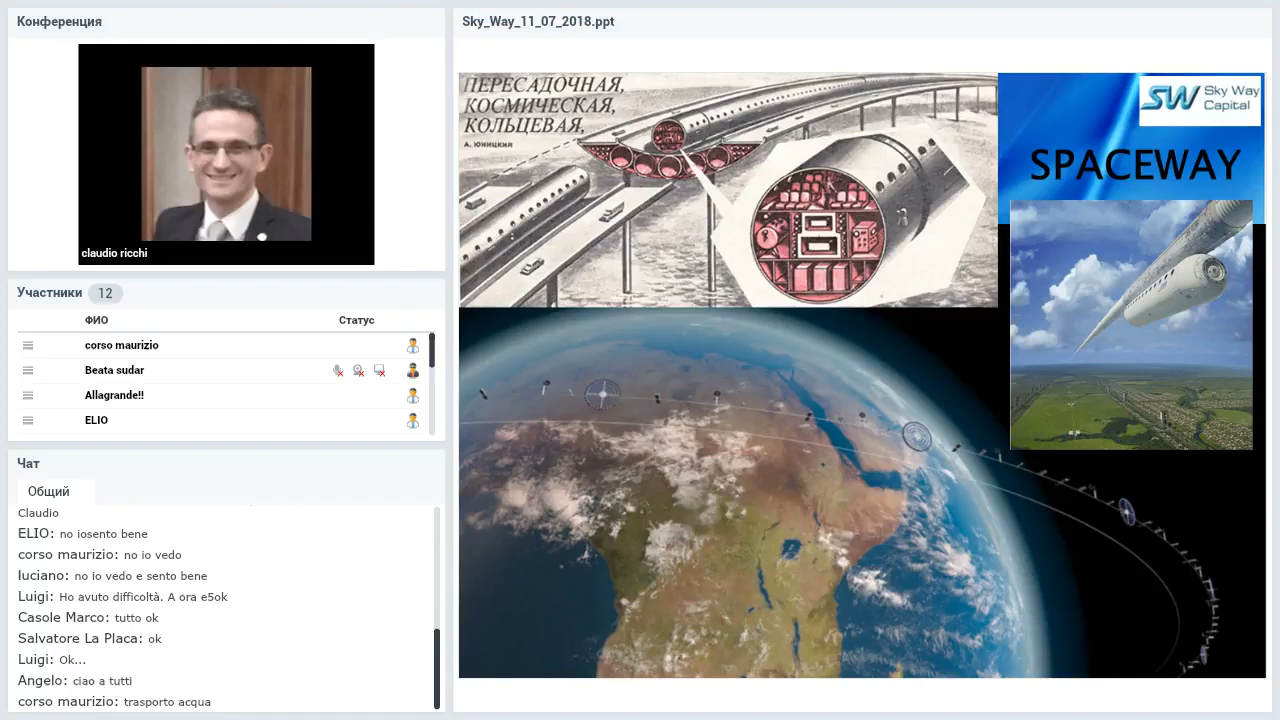 Конференция
claudio ricchi
Участники 12
ФИО Статус
corso maurizio
Beata sudar
Allagrande!!
ELIO
Чат
Общий
Claudio
ELIO: no iosento bene
corso maurizio: no io vedo
luciano: no io vedo e sento bene
Luigi: Ho avuto difficoltà. A ora e5ok
Casole Marco: tutto ok
Salvatore La Placa: ok
Luigi: Ok...
Angelo: ciao a tutti
corso maurizio: trasporto acqua
Sky_Way_11_07_2018.ppt
ПЕРЕСАДОЧНАЯ,
КОСМИЧЕСКАЯ,
КОЛЬЦЕВАЯ,
А. ЮНИЦКИЙ
SW Sky Way
Capital
SPACEWAY